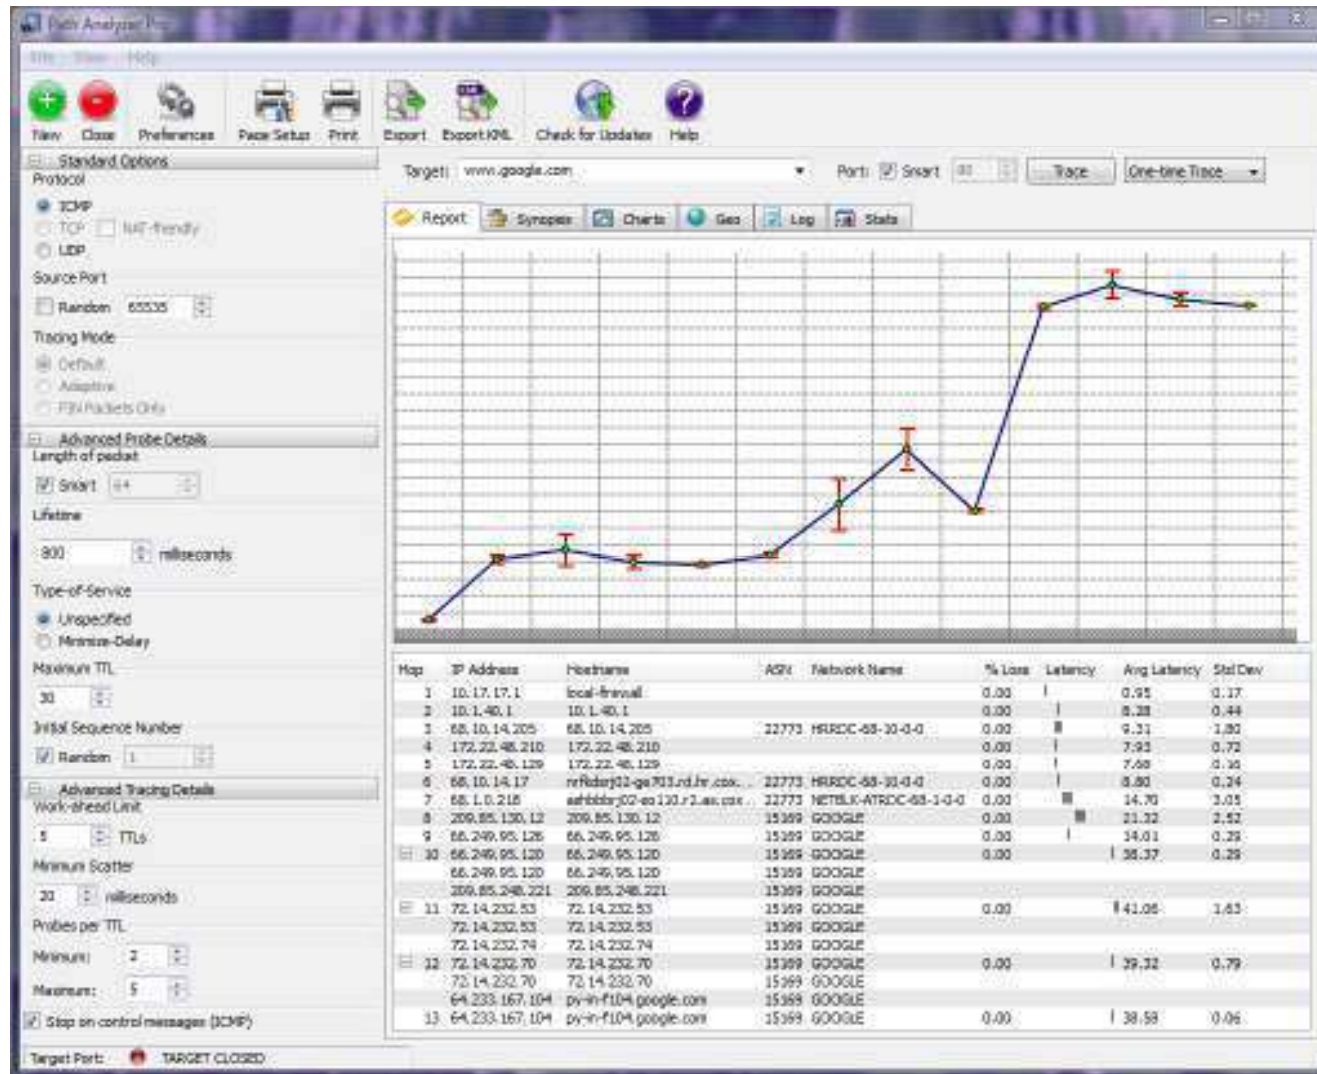 Path Analyzer Pro
File View Help
New Close Preferences Page Setup Print Export Export KML Check for Updates Help
Standard Options
Protocol
ICMP
TCP NAT-friendly
UDP
Source Port
Random 65535
Tracing Mode
Default
Adaptive
FIN Packets Only
Advanced Probe Details
Length of packet
Smart 64
Lifetime
300 milliseconds
Type-of-Service
Unspecified
Minimize-Delay
Maximum TTL
30
Initial Sequence Number
Random 1
Advanced Tracing Details
Work-ahead Limit
5 TTLs
Minimum Scatter
20 milliseconds
Probes per TTL
Minimum: 2
Maximum: 5
Stop on control messages (ICMP)
Target: www.google.com Port: Smart 80 Trace One-time Trace
Report Synopsis Charts Geo Log Stats
Hop IP Address Hostname ASN Network Name % Loss Latency Avg Latency Std Dev
1 10.17.17.1 local-firewall 0.00 0.95 0.17
2 10.1.40.1 10.1.40.1 0.00 8.28 0.44
3 68.10.14.205 68.10.14.205 22773 HRRDC-68-10-0-0 0.00 9.31 1.80
4 172.22.48.210 172.22.48.210 0.00 7.93 0.72
5 172.22.48.129 172.22.48.129 0.00 7.68 0.16
6 68.10.14.17 22773 HRRDC-68-10-0-0 0.00 8.80 0.24
7 68.1.0.218 22773 NETBLK-ATRDC-68-1-0-0 0.00 14.70 3.05
8 209.85.130.12 209.85.130.12 15169 GOOGLE 0.00 21.32 2.52
9 66.249.95.126 66.249.95.126 15169 GOOGLE 0.00 14.01 0.29
10 66.249.95.120 66.249.95.120 15169 GOOGLE 0.00 38.37 0.29
66.249.95.120 66.249.95.120 15169 GOOGLE
209.85.248.221 209.85.248.221 15169 GOOGLE
11 72.14.232.53 72.14.232.53 15169 GOOGLE 0.00 41.06 1.63
72.14.232.53 72.14.232.53 15169 GOOGLE
72.14.232.74 72.14.232.74 15169 GOOGLE
12 72.14.232.70 72.14.232.70 15169 GOOGLE 0.00 39.32 0.79
72.14.232.70 72.14.232.70 15169 GOOGLE
64.233.167.104 py-in-f104.google.com 15169 GOOGLE
13 64.233.167.104 py-in-f104.google.com 15169 GOOGLE 0.00 38.59 0.06
Target Port: TARGET CLOSED